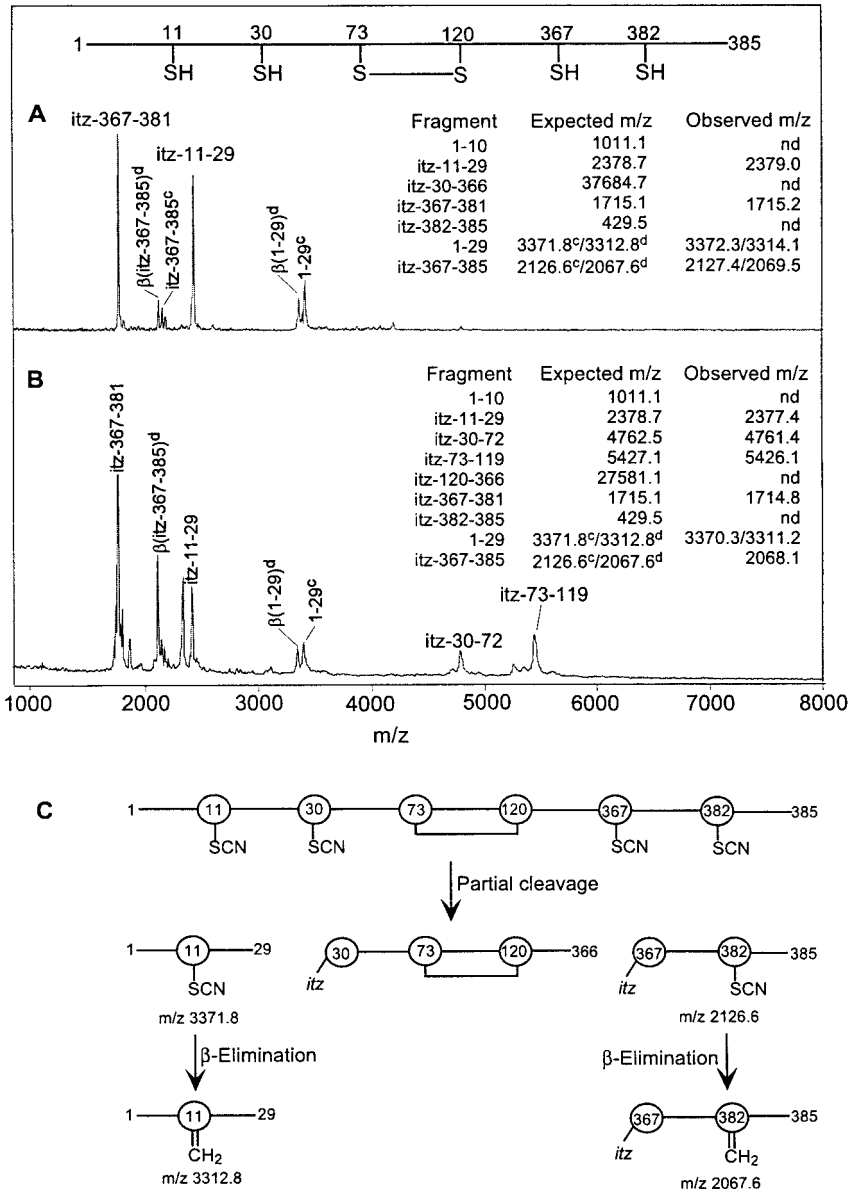 1 11 30 73 120 367 382 385
SH SH S S SH SH
A
itz-367-381
itz-11-29
β(itz-367-385)ᵈ
itz-367-385ᶜ
β(1-29)ᵈ
1-29ᶜ
Fragment Expected m/z Observed m/z
1-10 1011.1 nd
itz-11-29 2378.7 2379.0
itz-30-366 37684.7 nd
itz-367-381 1715.1 1715.2
itz-382-385 429.5 nd
1-29 3371.8ᶜ/3312.8ᵈ 3372.3/3314.1
itz-367-385 2126.6ᶜ/2067.6ᵈ 2127.4/2069.5
B
itz-367-381
β(itz-367-385)ᵈ
itz-11-29
β(1-29)ᵈ
1-29ᶜ
itz-30-72
itz-73-119
Fragment Expected m/z Observed m/z
1-10 1011.1 nd
itz-11-29 2378.7 2377.4
itz-30-72 4762.5 4761.4
itz-73-119 5427.1 5426.1
itz-120-366 27581.1 nd
itz-367-381 1715.1 1714.8
itz-382-385 429.5 nd
1-29 3371.8ᶜ/3312.8ᵈ 3370.3/3311.2
itz-367-385 2126.6ᶜ/2067.6ᵈ 2068.1
1000 2000 3000 4000 5000 6000 7000 8000
m/z
C
1 11 30 73 120 367 382 385
SCN SCN SCN SCN
Partial cleavage
1 11 29 30 73 120 366 367 382 385
SCN itz itz SCN
m/z 3371.8 m/z 2126.6
β-Elimination β-Elimination
1 11 29 367 382 385
CH₂ itz CH₂
m/z 3312.8 m/z 2067.6